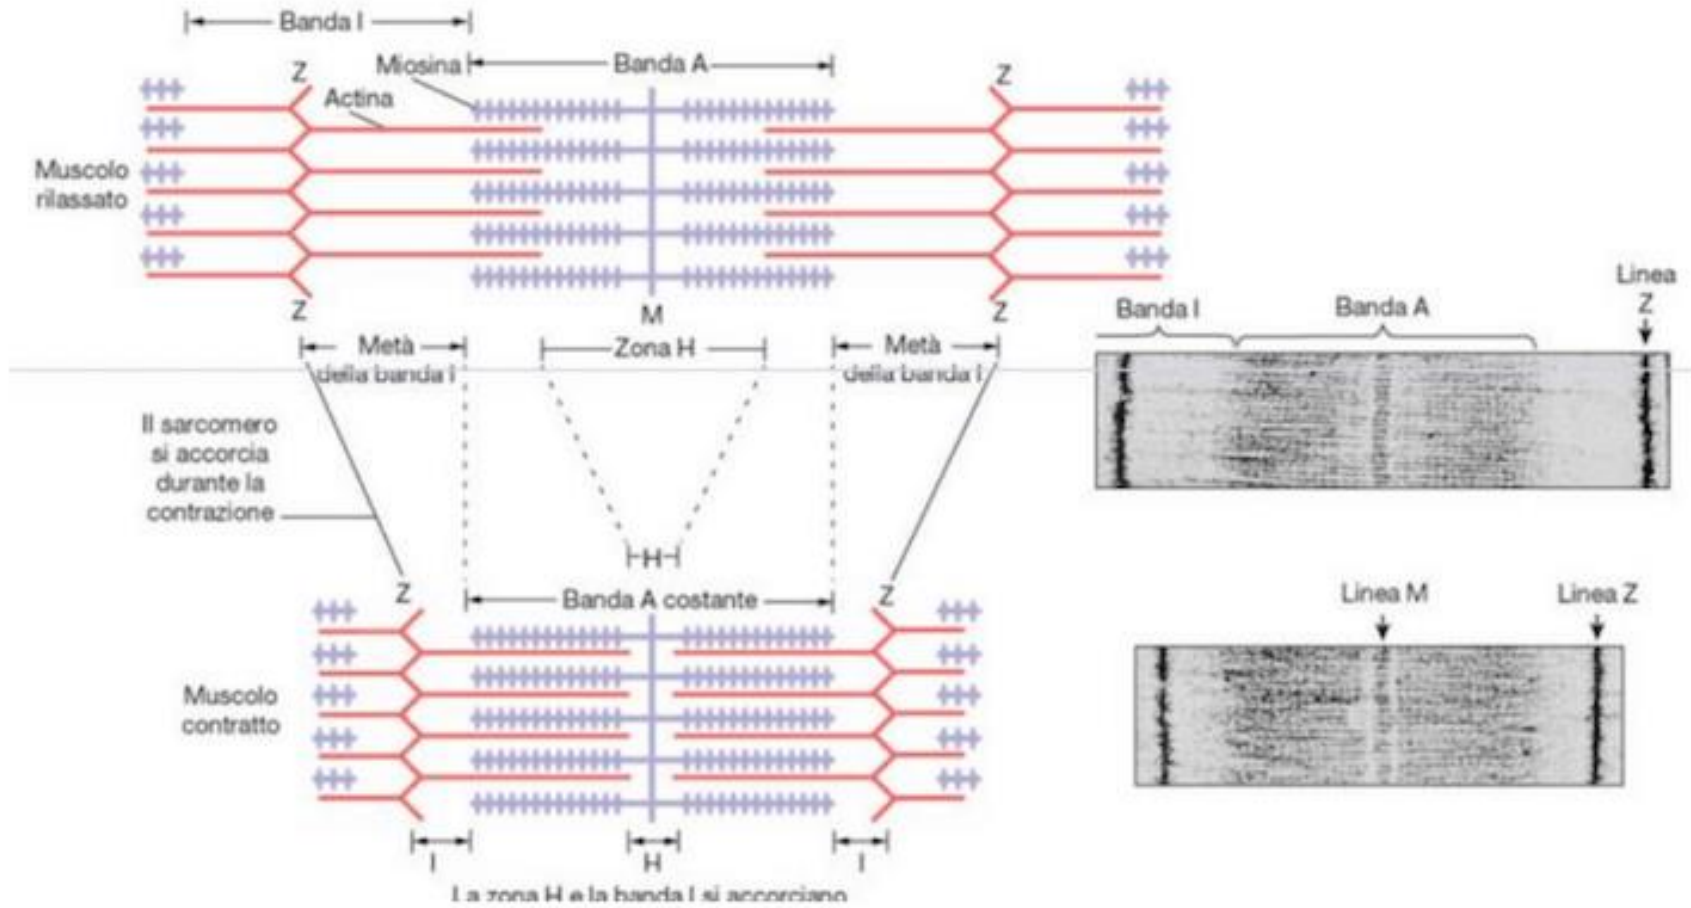 Banda I
Miosina
Banda A
Z
Z
Actina
Muscolo
rilassato
Z
M
Z
Metà
della banda I
Zona H
Metà
della banda I
Il sarcomero
si accorcia
durante la
contrazione
H
Z
Banda A costante
Z
Muscolo
contratto
I
H
I
La zona H e la banda I si accorciano
Banda I
Banda A
Linea
Z
Linea M
Linea Z